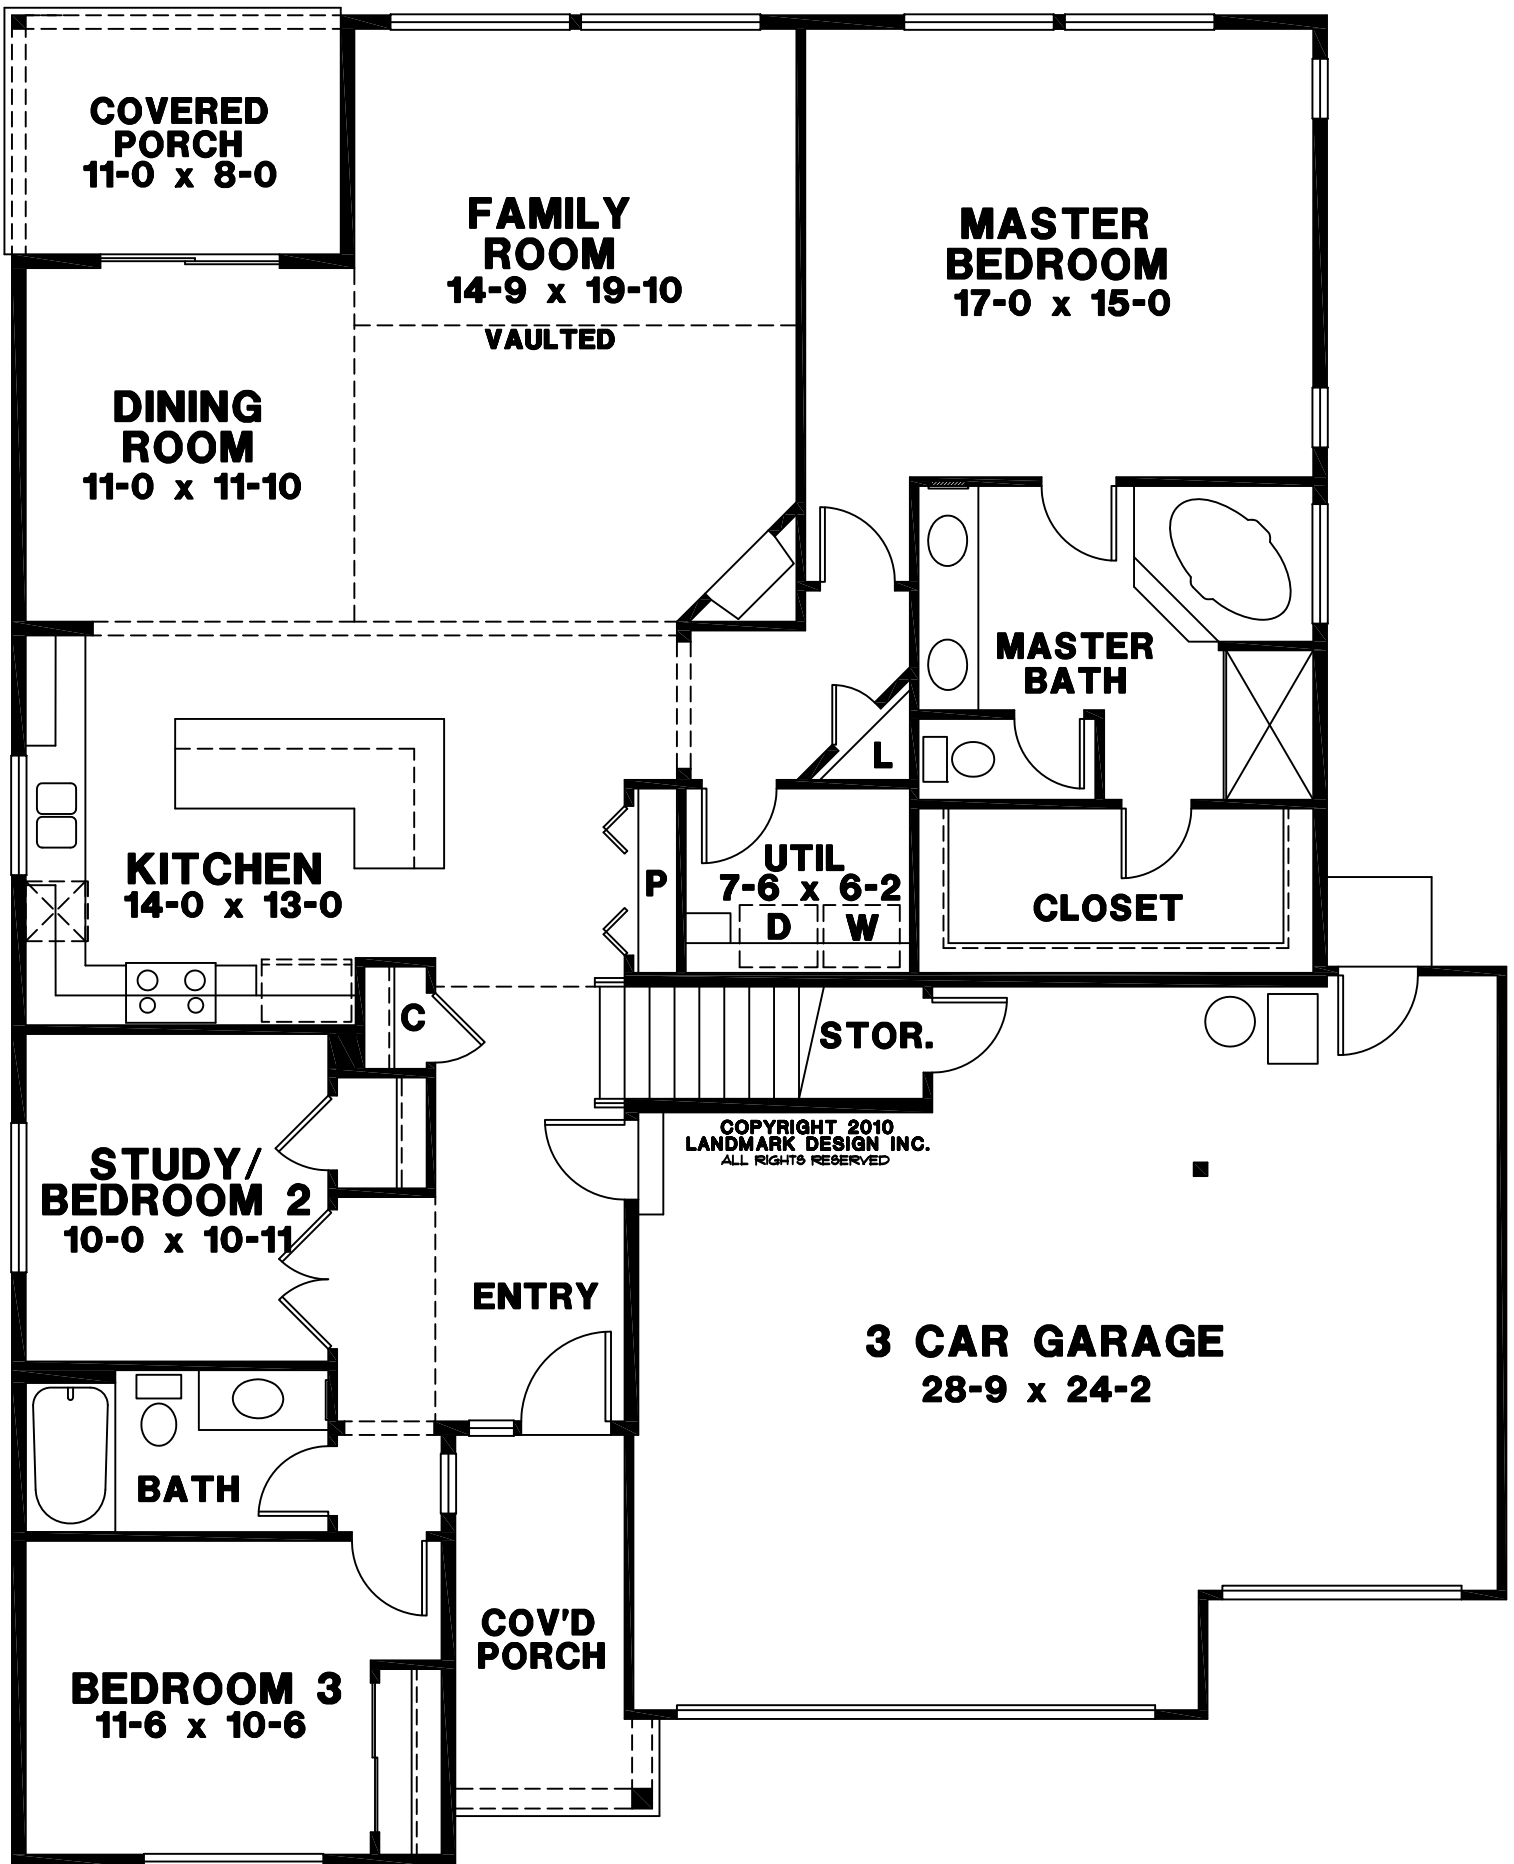 COVERED
PORCH
11-0 x 8-0
FAMILY
ROOM
14-9 x 19-10
VAULTED
MASTER
BEDROOM
17-0 x 15-0
DINING
ROOM
11-0 x 11-10
MASTER
BATH
L
KITCHEN
14-0 x 13-0
P
UTIL
7-6 x 6-2
D
W
CLOSET
C
STOR.
COPYRIGHT 2010
LANDMARK DESIGN INC.
ALL RIGHTS RESERVED
STUDY/
BEDROOM 2
10-0 x 10-11
ENTRY
3 CAR GARAGE
28-9 x 24-2
BATH
COV'D
PORCH
BEDROOM 3
11-6 x 10-6